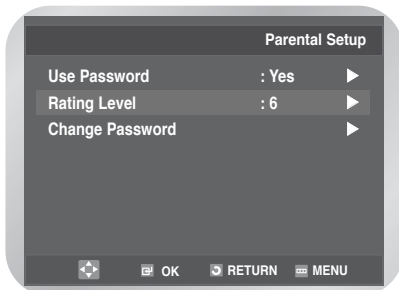 Parental Setup
Use Password : Yes
Rating Level : 6
Change Password
OK RETURN MENU